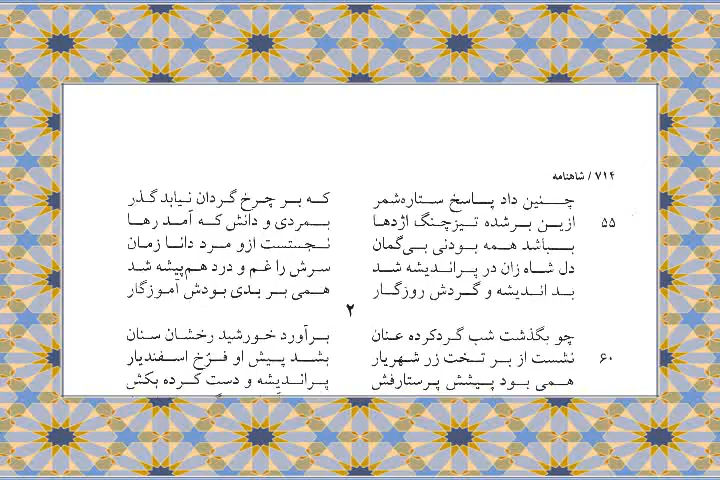 ۷۱۴ / شاهنامه
چنین داد پاسخ ستاره‌شمر که بر چرخ گردان نیابد گذر
۵۵ ازین برشده تیزچنگ اژدها بمردی و دانش که آمد رها
بباشد همه بودنی بی‌گمان نجستست ازو مرد دانا زمان
دل شاه زان در پراندیشه شد سرش را غم و درد هم‌پیشه شد
بد اندیشه و گردش روزگار همی بر بدی بودش آموزگار
۲
چو بگذشت شب گردکرده عنان برآورد خورشید رخشان سنان
۶۰ نشست از بر تخت زر شهریار بشد پیش او فرّخ اسفندیار
همی بود پیشش پرستارفش پراندیشه و دست کرده بکش